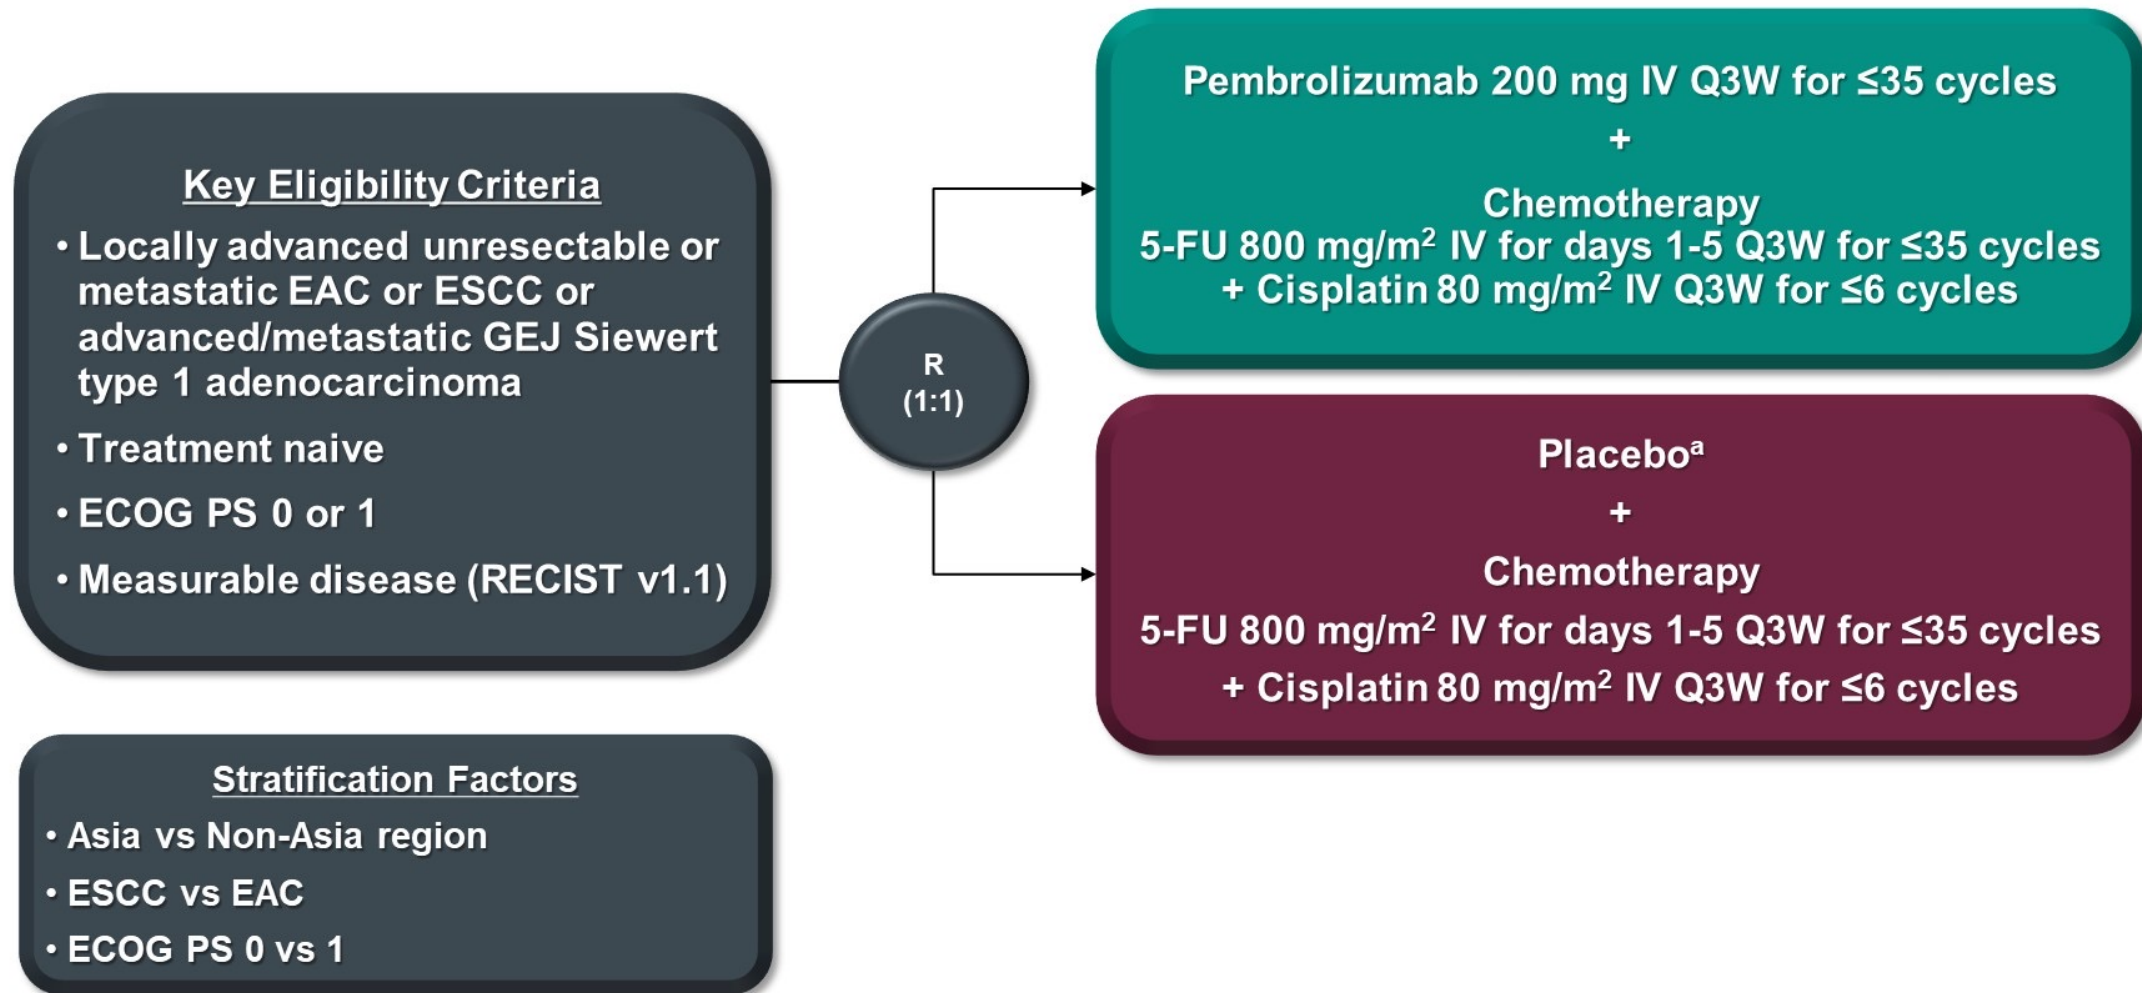 Key Eligibility Criteria
• Locally advanced unresectable or
metastatic EAC or ESCC or
advanced/metastatic GEJ Siewert
type 1 adenocarcinoma
• Treatment naive
• ECOG PS 0 or 1
• Measurable disease (RECIST v1.1)
Stratification Factors
• Asia vs Non-Asia region
• ESCC vs EAC
• ECOG PS 0 vs 1
R
(1:1)
Pembrolizumab 200 mg IV Q3W for ≤35 cycles
+
Chemotherapy
5-FU 800 mg/m² IV for days 1-5 Q3W for ≤35 cycles
+ Cisplatin 80 mg/m² IV Q3W for ≤6 cycles
Placeboᵃ
+
Chemotherapy
5-FU 800 mg/m² IV for days 1-5 Q3W for ≤35 cycles
+ Cisplatin 80 mg/m² IV Q3W for ≤6 cycles